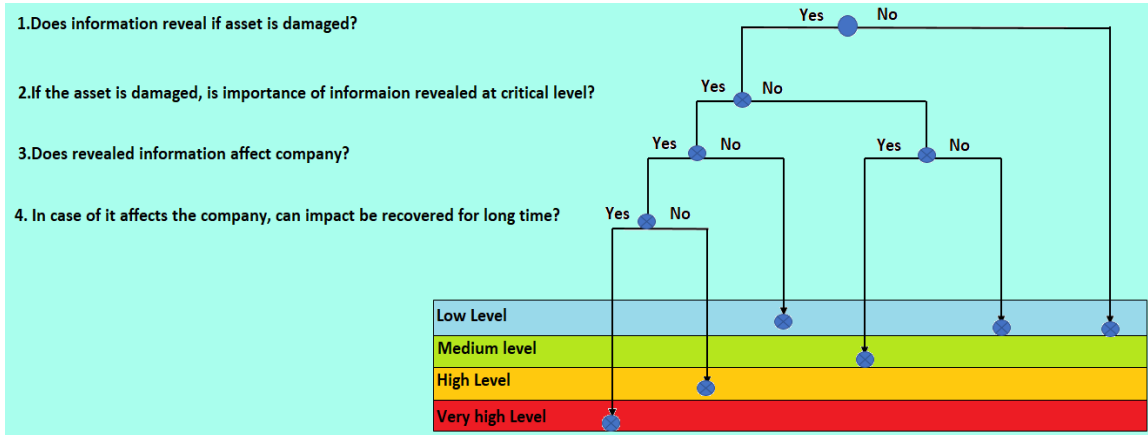 1.Does information reveal if asset is damaged?
Yes No
2.If the asset is damaged, is importance of informaion revealed at critical level?
Yes No
3.Does revealed information affect company?
Yes No Yes No
4. In case of it affects the company, can impact be recovered for long time?
Yes No
Low Level
Medium level
High Level
Very high Level